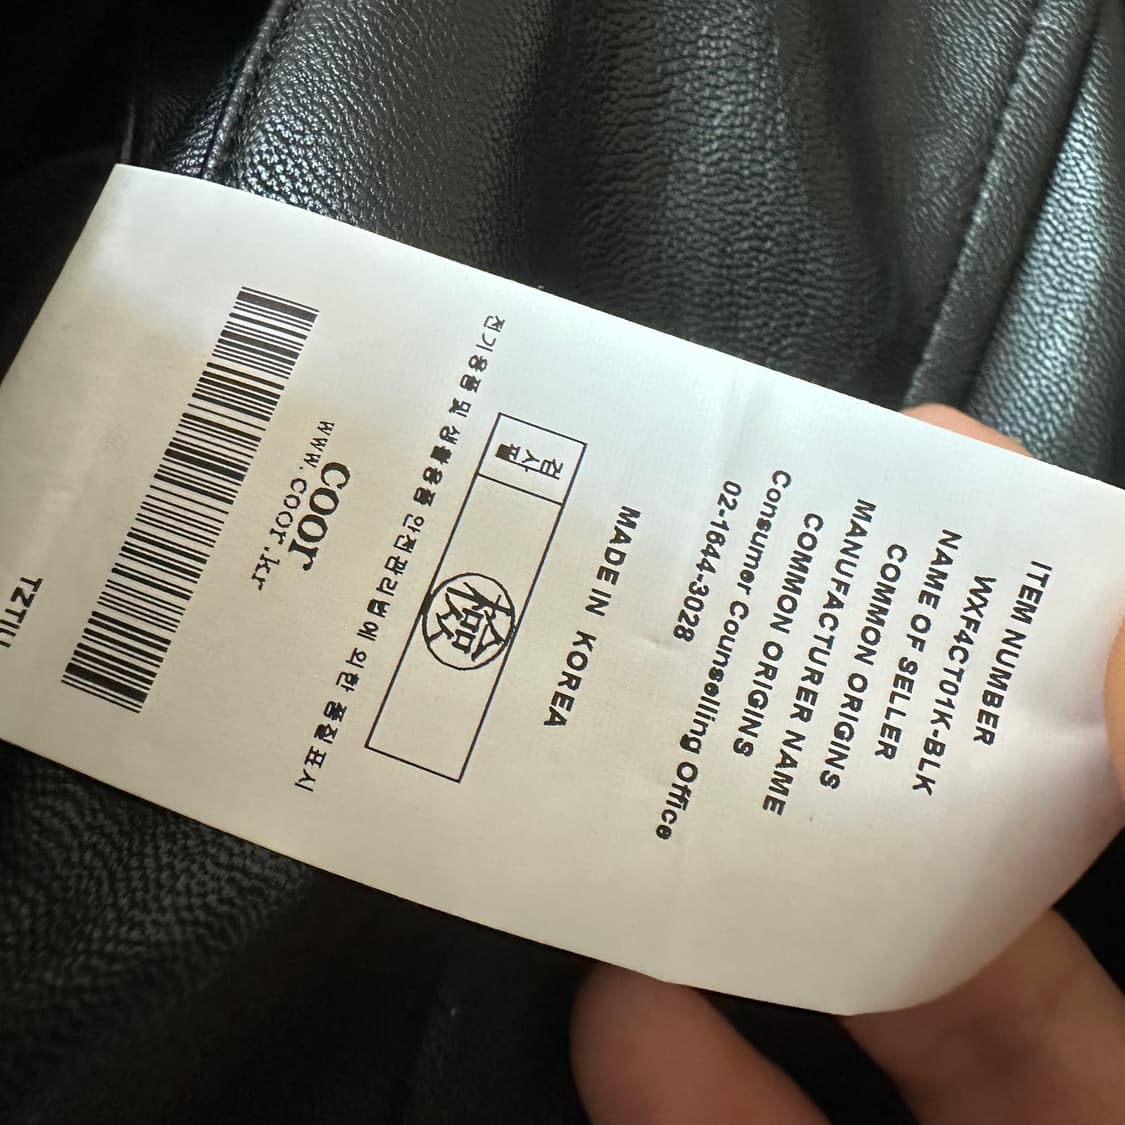 ITEM NUMBER
WXF4CT01K-BLK
NAME OF SELLER
COMMON ORIGINS
MANUFACTURER NAME
COMMON ORIGINS
Consumer Counselling Office
02-1644-3028
MADE IN KOREA
검사필
檢
전기용품 및 생활용품 안전관리법에 의한 품질표시
coor
www.coor.kr